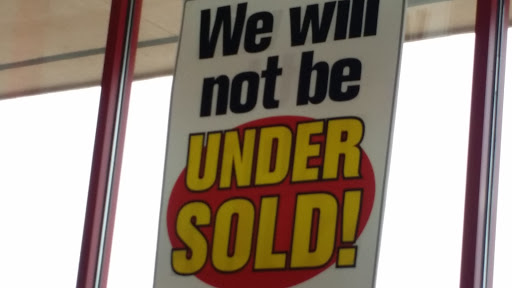 We will
not be
UNDER
SOLD!